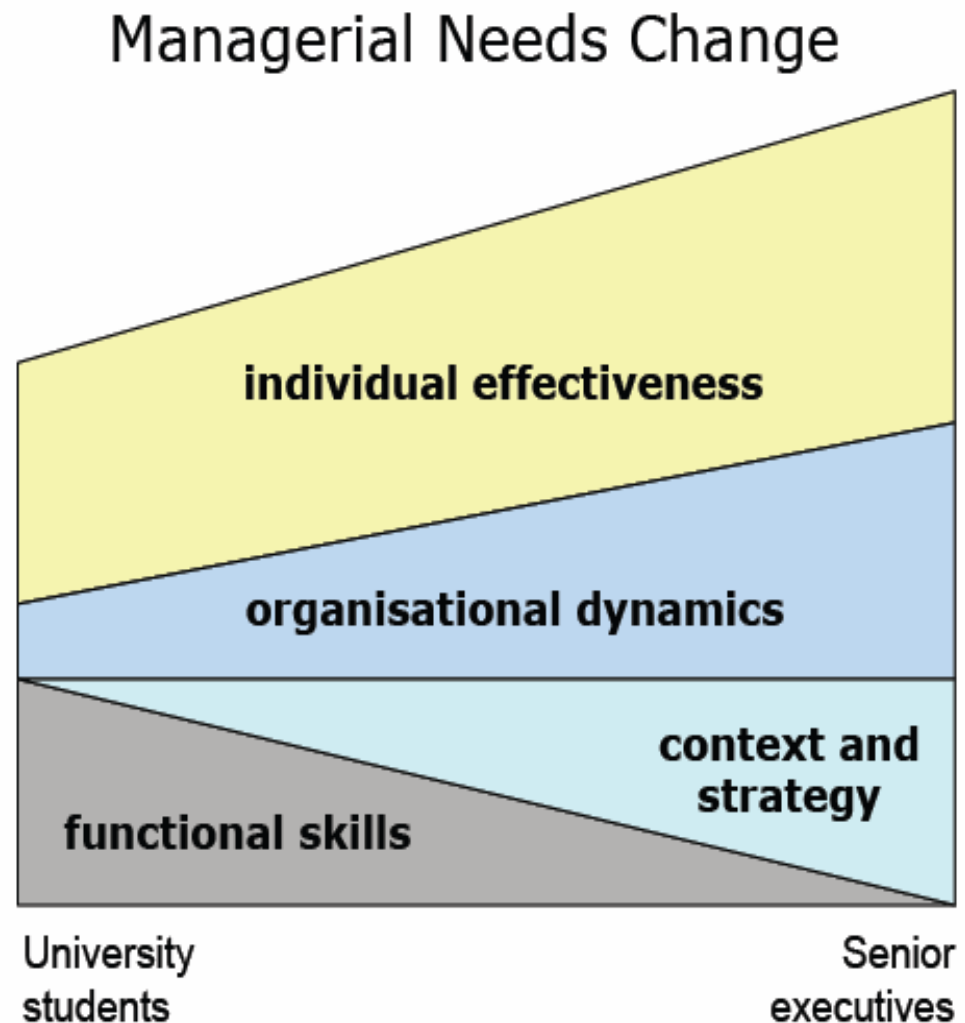 Managerial Needs Change
individual effectiveness
organisational dynamics
context and
strategy
functional skills
University
students
Senior
executives